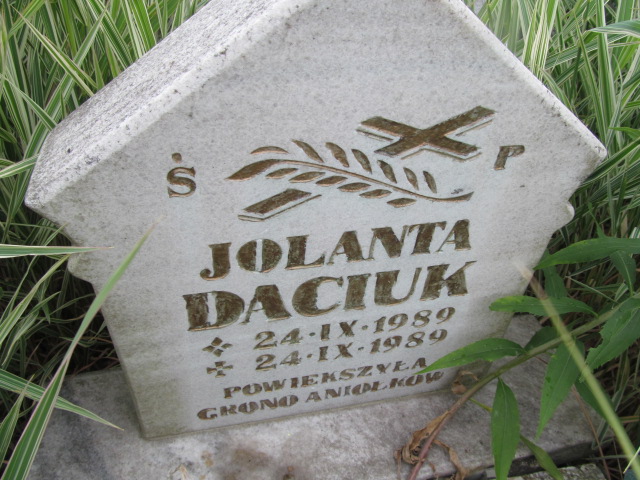 Ś P
JOLANTA
DACIUK
24·IX·1989
24·IX·1989
POWIEKSZYŁA
GRONO ANIOŁKÓW